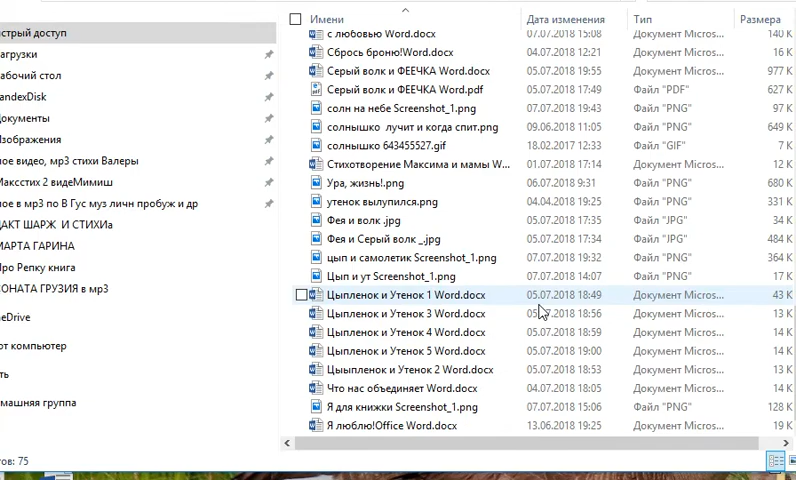 Имени Дата изменения Тип Размера
с любовью Word.docx 07.07.2018 15:08 Документ Micros... 140 K
Сбрось броню!Word.docx 04.07.2018 12:21 Документ Micros... 16 K
Серый волк и ФЕЕЧКА Word.docx 05.07.2018 19:55 Документ Micros... 977 K
Серый волк и ФЕЕЧКА Word.pdf 05.07.2018 17:49 Файл "PDF" 627 K
солн на небе Screenshot_1.png 07.07.2018 19:43 Файл "PNG" 97 K
солнышко лучит и когда спит.png 09.06.2018 11:05 Файл "PNG" 649 K
солнышко 643455527.gif 18.02.2017 12:33 Файл "GIF" 7 K
Стихотворение Максима и мамы W... 01.07.2018 17:14 Документ Micros... 12 K
Ура, жизнь!.png 06.07.2018 9:31 Файл "PNG" 680 K
утенок вылупился.png 04.04.2018 19:25 Файл "PNG" 331 K
Фея и волк .jpg 05.07.2018 17:35 Файл "JPG" 34 K
Фея и Серый волк _.jpg 05.07.2018 17:34 Файл "JPG" 484 K
цып и самолетик Screenshot_1.png 07.07.2018 19:32 Файл "PNG" 364 K
Цып и ут Screenshot_1.png 07.07.2018 14:07 Файл "PNG" 17 K
Цыпленок и Утенок 1 Word.docx 05.07.2018 18:49 Документ Micros... 43 K
Цыпленок и Утенок 3 Word.docx 05.07.2018 18:56 Документ Micros... 13 K
Цыпленок и Утенок 4 Word.docx 05.07.2018 18:59 Документ Micros... 14 K
Цыпленок и Утенок 5 Word.docx 05.07.2018 19:00 Документ Micros... 14 K
Цыыпленок и Утенок 2 Word.docx 05.07.2018 18:53 Документ Micros... 13 K
Что нас объединяет Word.docx 04.07.2018 18:05 Документ Micros... 14 K
Я для книжки Screenshot_1.png 07.07.2018 15:06 Файл "PNG" 128 K
Я люблю!Office Word.docx 13.06.2018 19:25 Документ Micros... 19 K
стрый доступ
агрузки
абочий стол
andexDisk
окументы
зображения
ное видео, mp3 стихи Валеры
Макcстих 2 видеМимиш
ное в mp3 по В Гус муз личн пробуж и др
ДАКТ ШАРЖ И СТИХИа
МАРТА ГАРИНА
ро Репку книга
ОНАТА ГРУЗИЯ в mp3
eDrive
от компьютер
ть
машняя группа
тов: 75